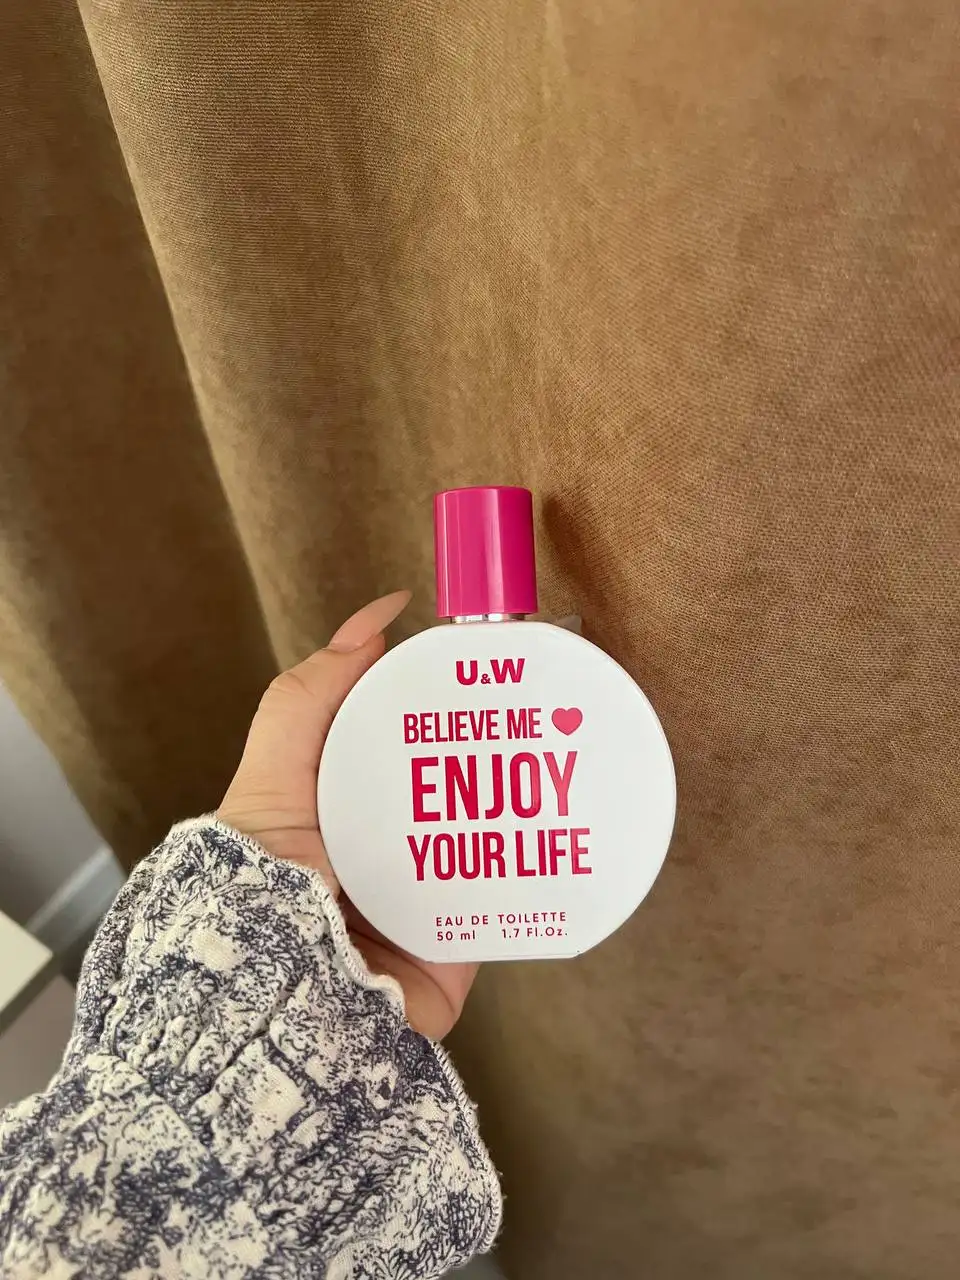 U&W
BELIEVE ME ❤
ENJOY
YOUR LIFE
EAU DE TOILETTE
50 ml 1.7 Fl.Oz.